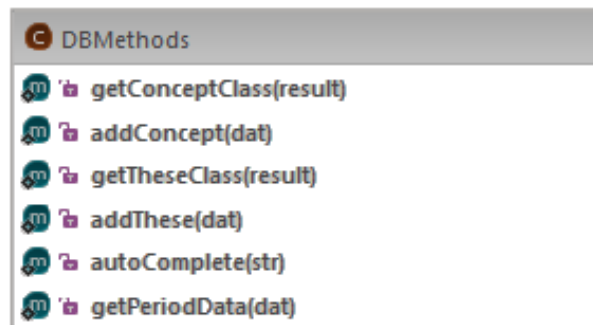 C DBMethods
m getConceptClass(result)
m addConcept(dat)
m getTheseClass(result)
m addThese(dat)
m autoComplete(str)
m getPeriodData(dat)